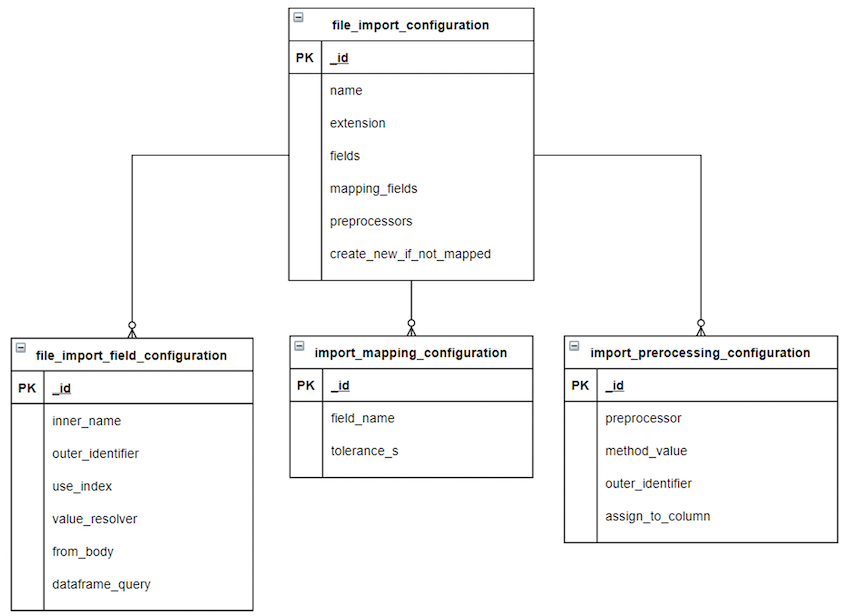 file_import_configuration
PK _id
name
extension
fields
mapping_fields
preprocessors
create_new_if_not_mapped
file_import_field_configuration
PK _id
inner_name
outer_identifier
use_index
value_resolver
from_body
dataframe_query
import_mapping_configuration
PK _id
field_name
tolerance_s
import_prerocessing_configuration
PK _id
preprocessor
method_value
outer_identifier
assign_to_column